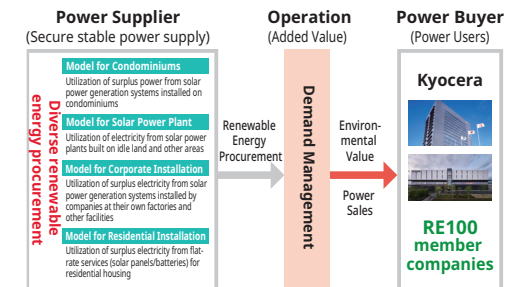 Power Supplier
(Secure stable power supply)
Diverse renewable
energy procurement
Model for Condominiums
Utilization of surplus power from solar
power generation systems installed on
condominiums
Model for Solar Power Plant
Utilization of electricity from solar power
plants built on idle land and other areas
Model for Corporate Installation
Utilization of surplus electricity from solar
power generation systems installed by
companies at their own factories and
other facilities
Model for Residential Installation
Utilization of surplus electricity from flat-
rate services (solar panels/batteries) for
residential housing
Renewable
Energy
Procurement
Operation
(Added Value)
Demand Management
Environ-
mental
Value
Power
Sales
Power Buyer
(Power Users)
Kyocera
RE100
member
companies